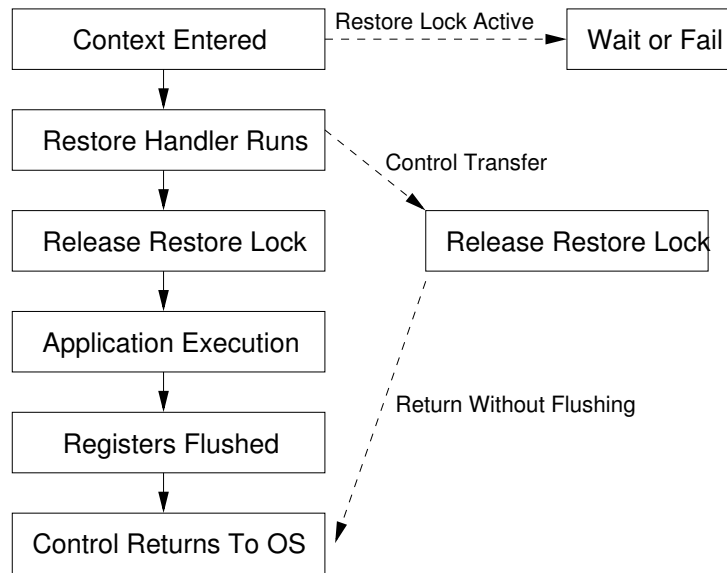 Context Entered
Restore Lock Active
Wait or Fail
Restore Handler Runs
Control Transfer
Release Restore Lock
Release Restore Lock
Application Execution
Return Without Flushing
Registers Flushed
Control Returns To OS